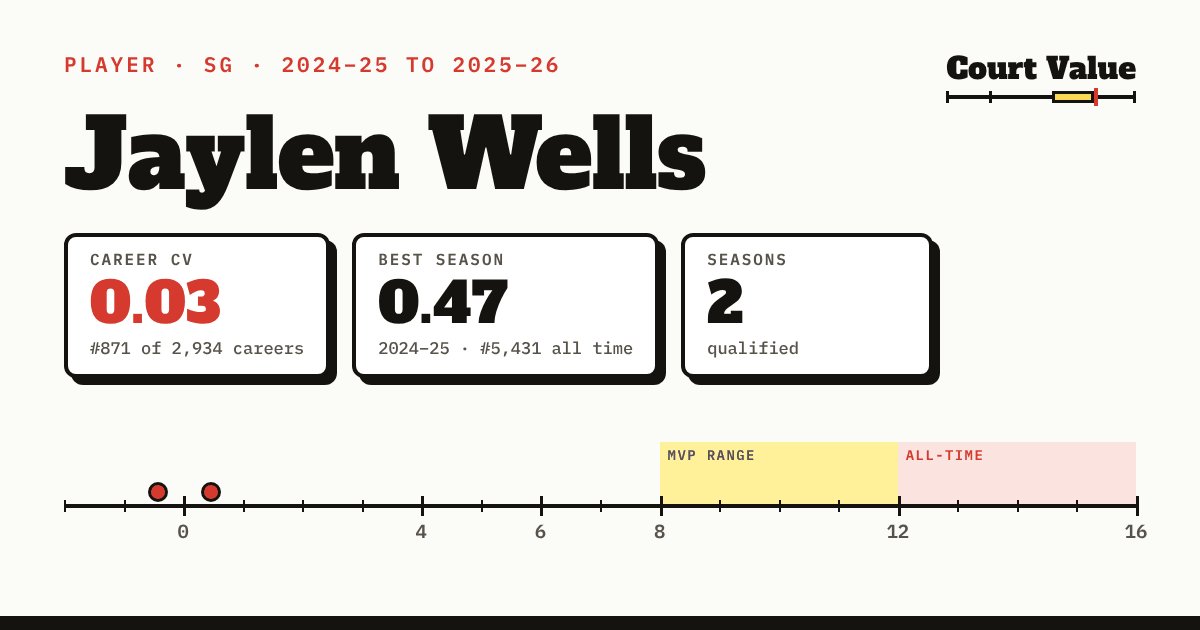 PLAYER · SG · 2024–25 TO 2025–26
Court Value
Jaylen Wells
CAREER CV
0.03
#871 of 2,934 careers
BEST SEASON
0.47
2024–25 · #5,431 all time
SEASONS
2
qualified
MVP RANGE
ALL-TIME
0
4
6
8
12
16